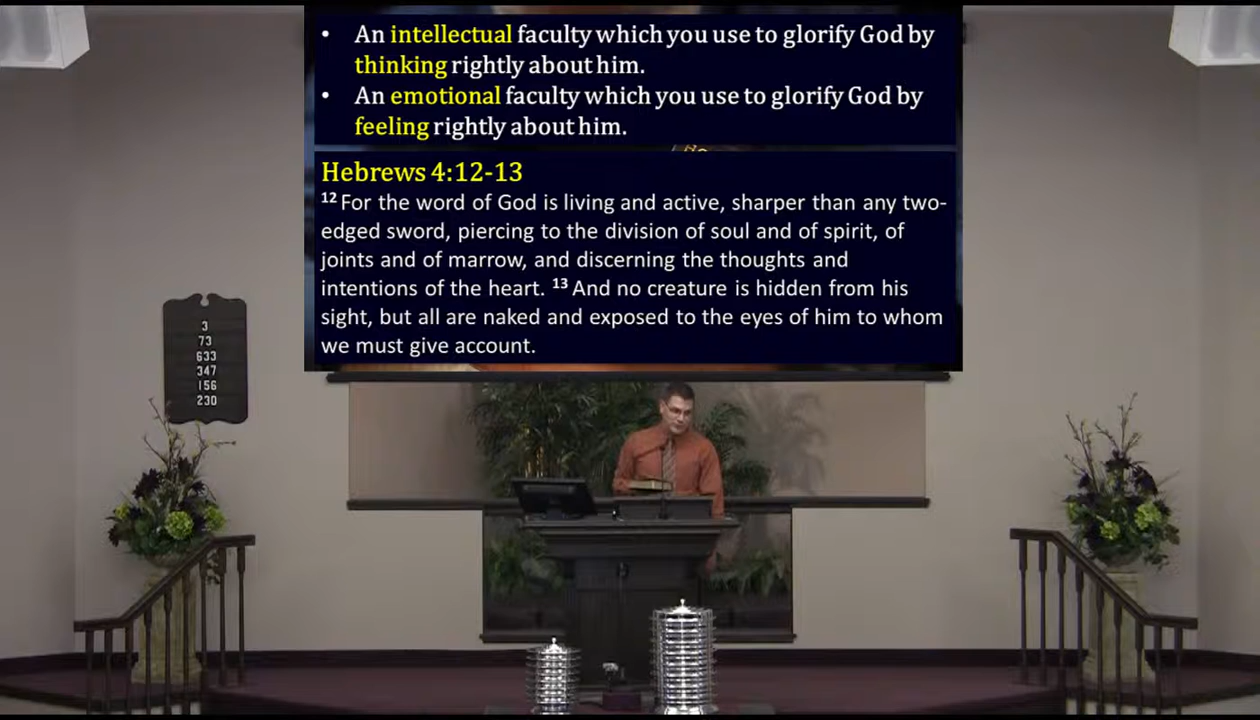 • An intellectual faculty which you use to glorify God by
thinking rightly about him.
• An emotional faculty which you use to glorify God by
feeling rightly about him.
Hebrews 4:12-13
12 For the word of God is living and active, sharper than any two-
edged sword, piercing to the division of soul and of spirit, of
joints and of marrow, and discerning the thoughts and
intentions of the heart. 13 And no creature is hidden from his
sight, but all are naked and exposed to the eyes of him to whom
we must give account.
3
73
633
347
156
230